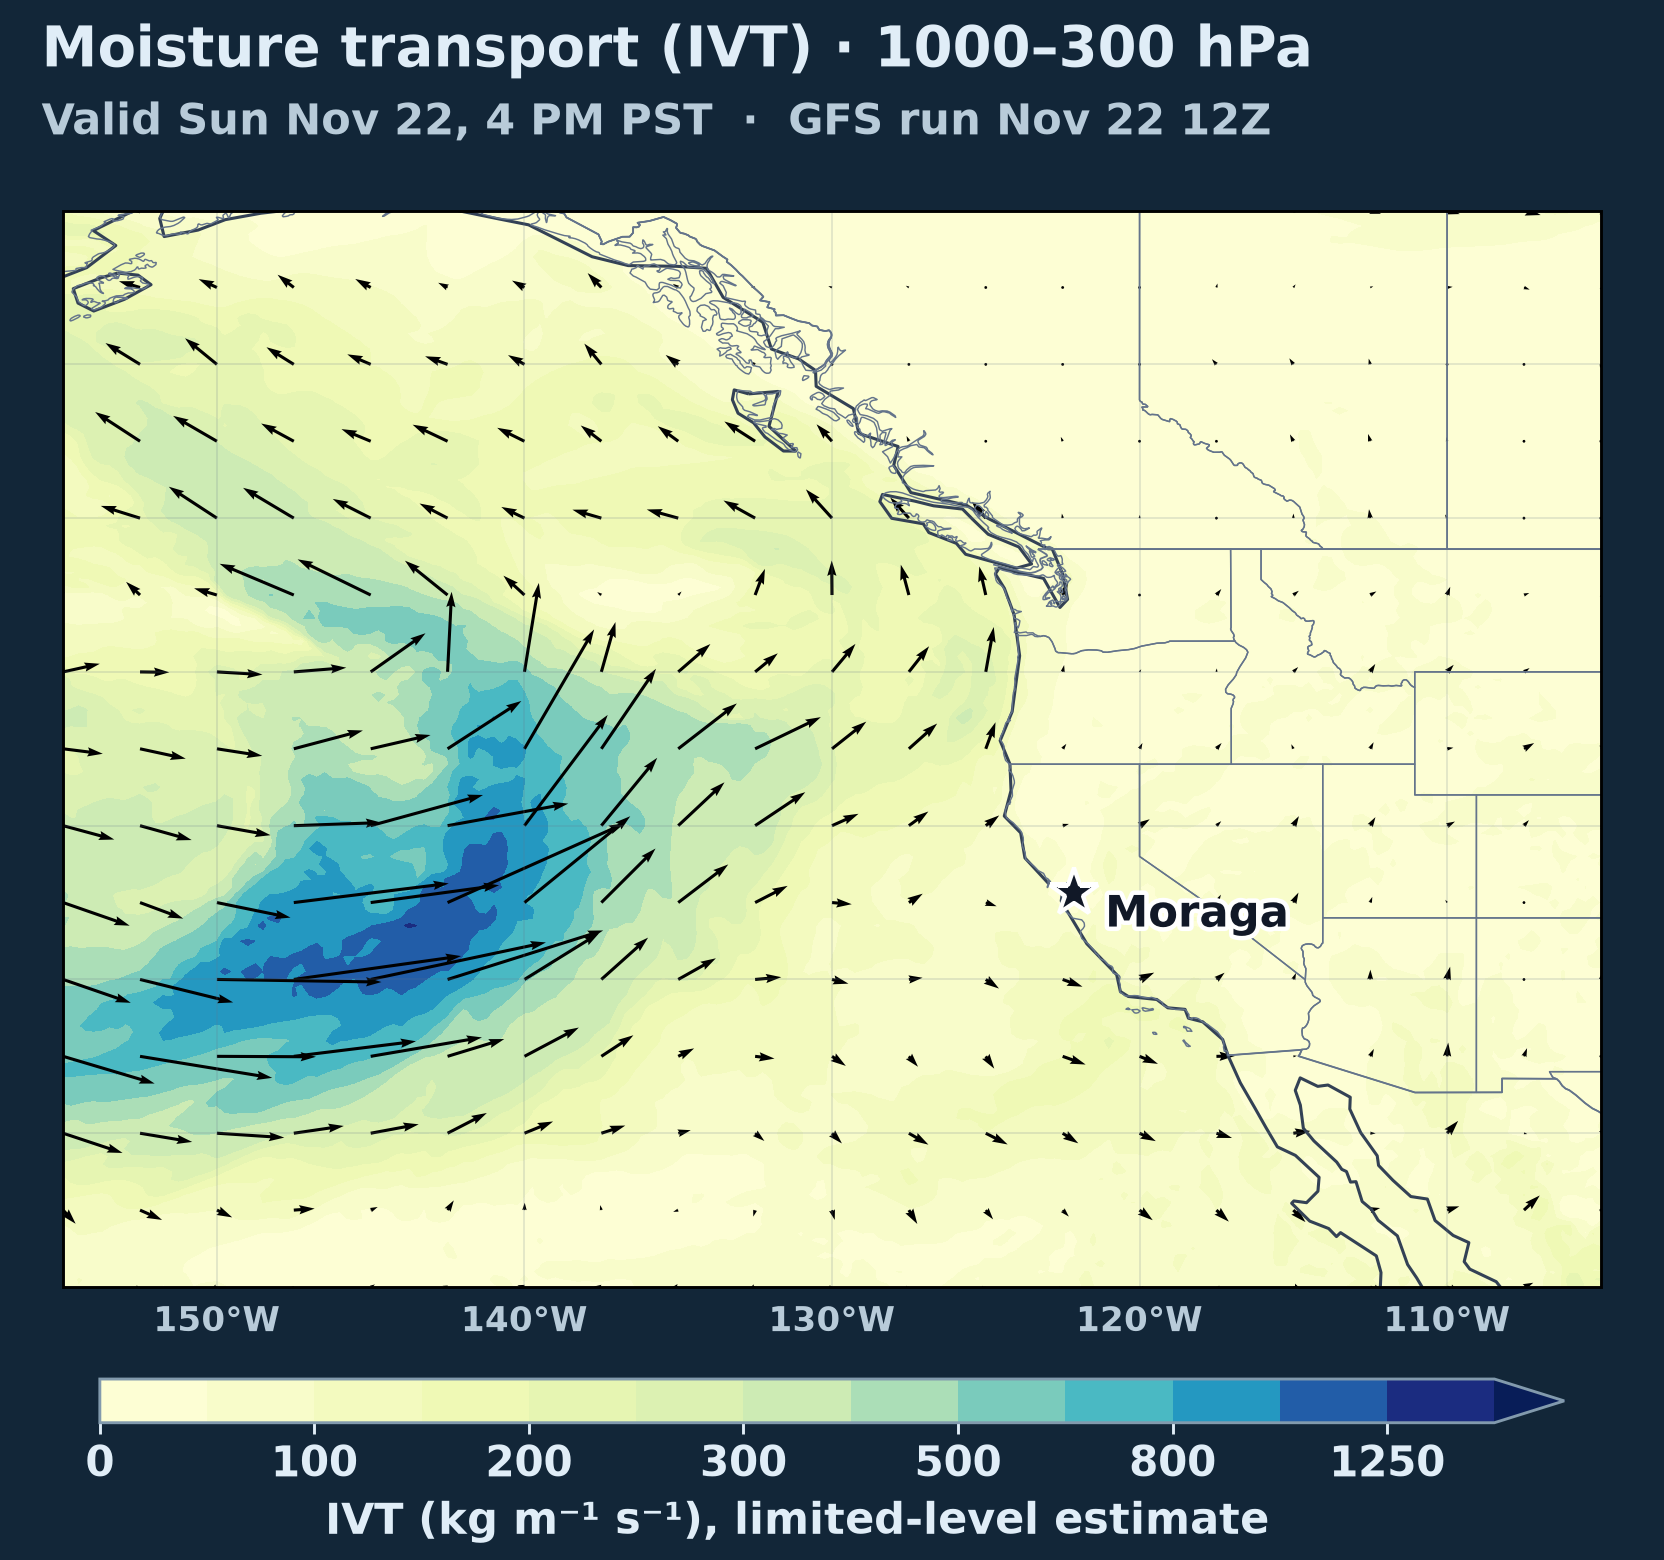 Moisture transport (IVT) · 1000–300 hPa
Valid Sun Nov 22, 4 PM PST · GFS run Nov 22 12Z
Moraga
150°W 140°W 130°W 120°W 110°W
0 100 200 300 500 800 1250
IVT (kg m⁻¹ s⁻¹), limited-level estimate